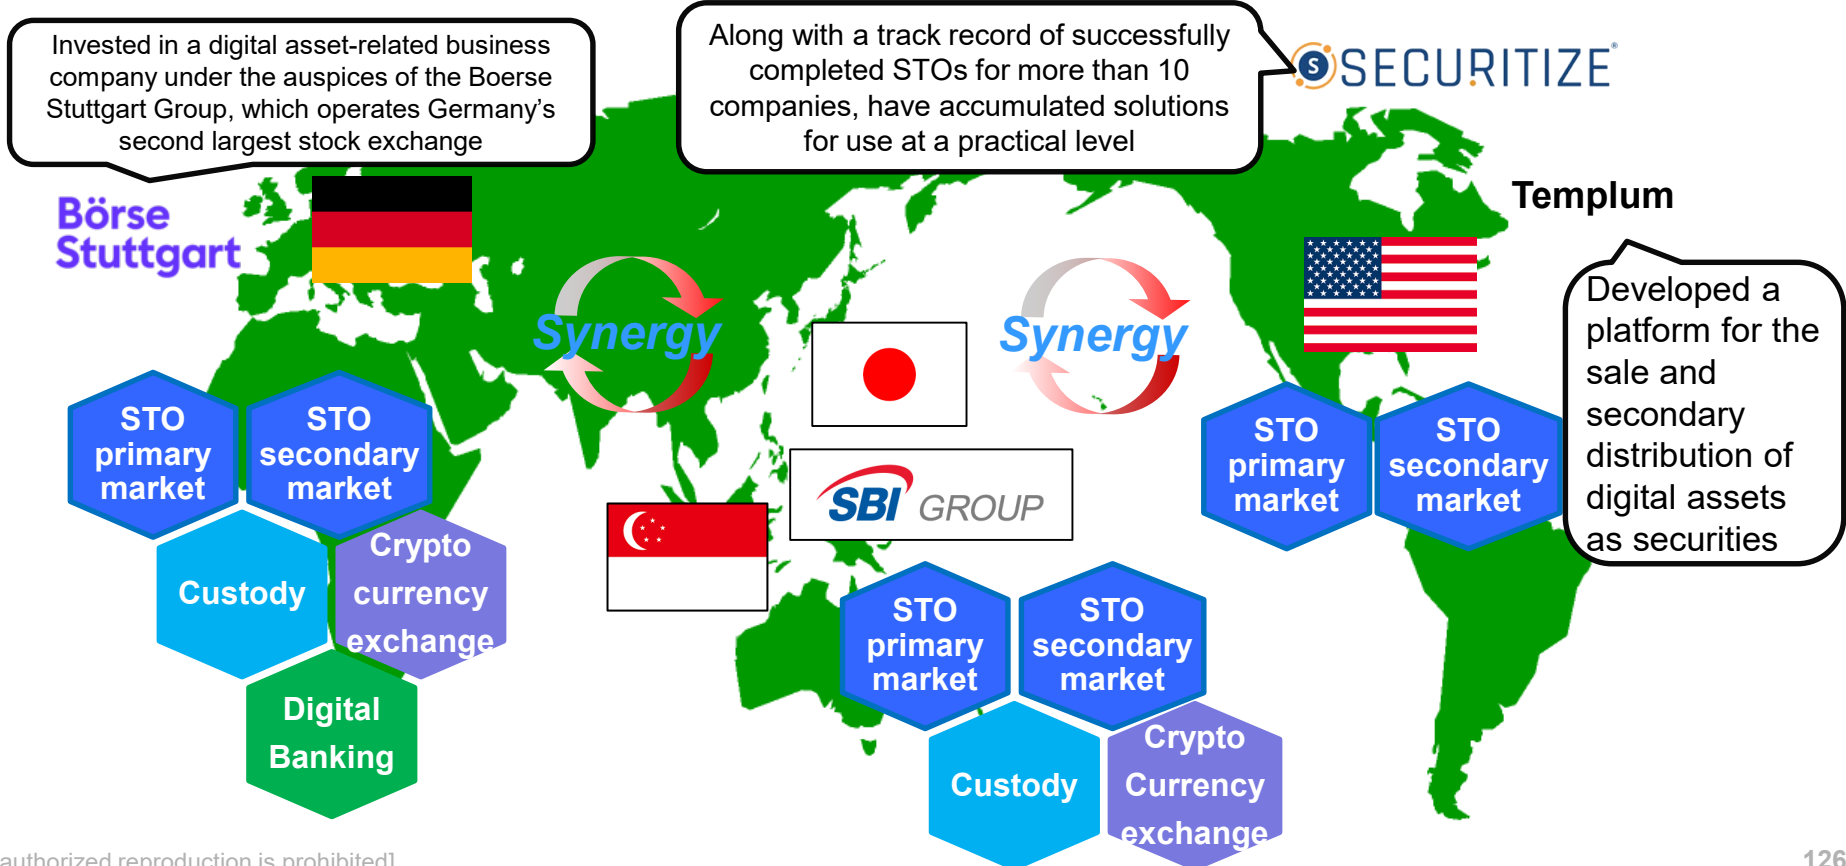 Invested in a digital asset-related business
company under the auspices of the Boerse
Stuttgart Group, which operates Germany's
second largest stock exchange
Along with a track record of successfully
completed STOs for more than 10
companies, have accumulated solutions
for use at a practical level
S SECURITIZE®
Börse
Stuttgart
Templum
Developed a
platform for the
sale and
secondary
distribution of
digital assets
as securities
Synergy
Synergy
STO
primary
market
STO
secondary
market
Custody
Crypto
currency
exchange
Digital
Banking
SBI GROUP
STO
primary
market
STO
secondary
market
Custody
Crypto
Currency
exchange
STO
primary
market
STO
secondary
market
authorized reproduction is prohibited]
126